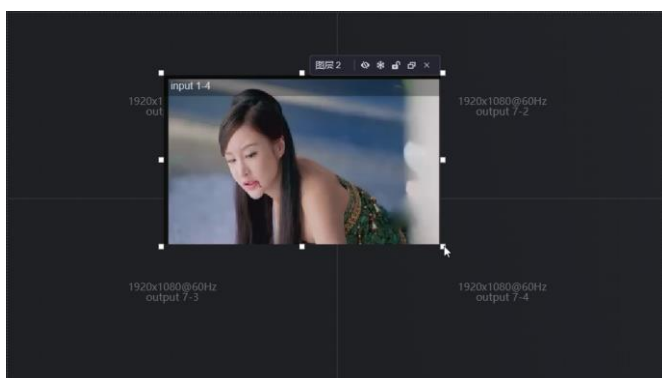 图层 2
input 1-4
1920x1
out
1920x1080@60Hz
output 7-2
1920x1080@60Hz
output 7-3
1920x1080@60Hz
output 7-4